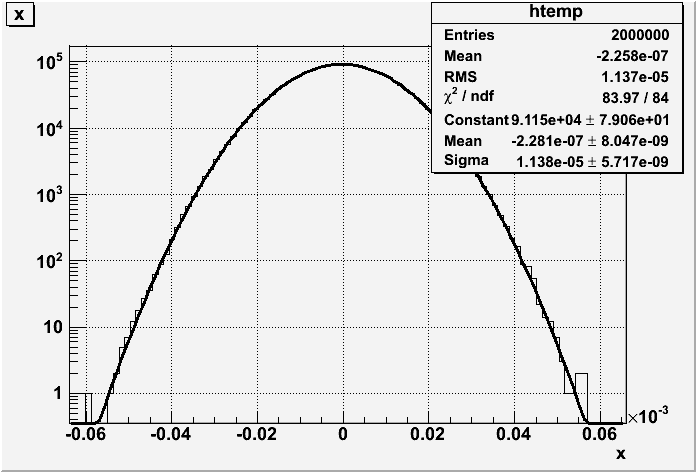 x
htemp
Entries 2000000
Mean -2.258e-07
RMS 1.137e-05
χ² / ndf 83.97 / 84
Constant 9.115e+04 ± 7.906e+01
Mean -2.281e-07 ± 8.047e-09
Sigma 1.138e-05 ± 5.717e-09
10⁵
10⁴
10³
10²
10
1
-0.06 -0.04 -0.02 0 0.02 0.04 0.06
×10⁻³
x